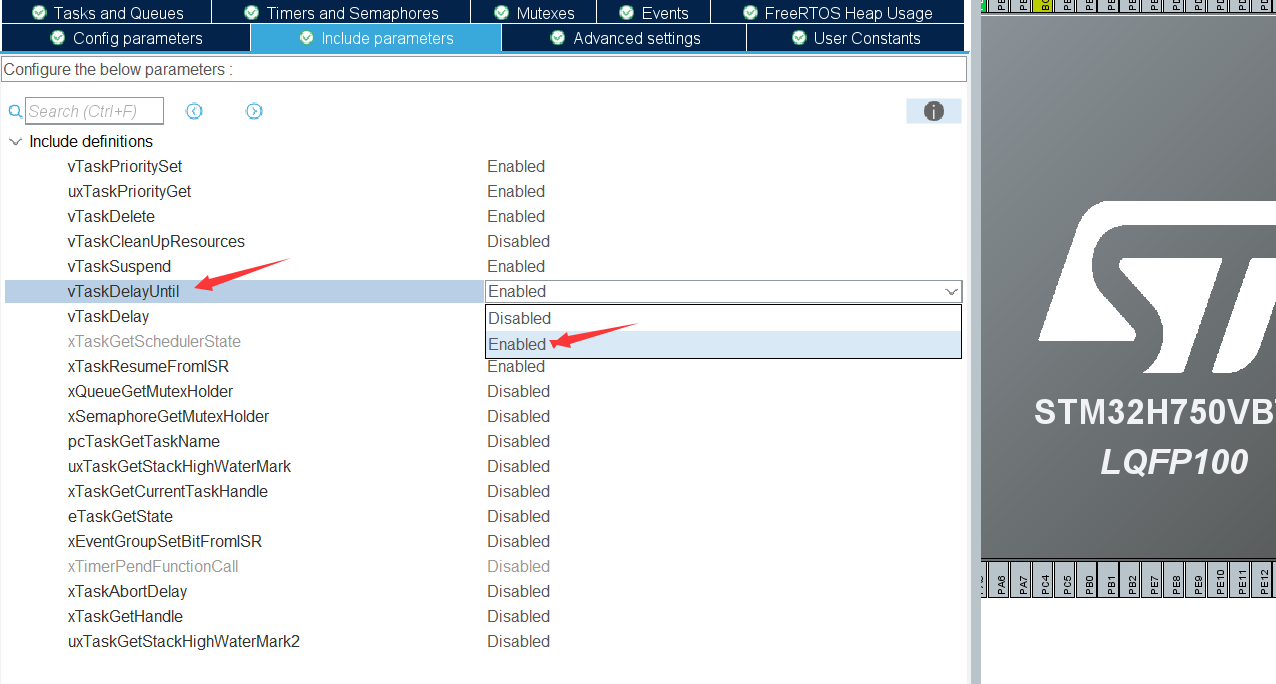 Tasks and Queues Timers and Semaphores Mutexes Events FreeRTOS Heap Usage
Config parameters Include parameters Advanced settings User Constants
Configure the below parameters :
Search (Ctrl+F)
Include definitions
vTaskPrioritySet Enabled
uxTaskPriorityGet Enabled
vTaskDelete Enabled
vTaskCleanUpResources Disabled
vTaskSuspend Enabled
vTaskDelayUntil Enabled
vTaskDelay Disabled
xTaskGetSchedulerState Enabled
xTaskResumeFromISR Enabled
xQueueGetMutexHolder Disabled
xSemaphoreGetMutexHolder Disabled
pcTaskGetTaskName Disabled
uxTaskGetStackHighWaterMark Disabled
xTaskGetCurrentTaskHandle Disabled
eTaskGetState Disabled
xEventGroupSetBitFromISR Disabled
xTimerPendFunctionCall Disabled
xTaskAbortDelay Disabled
xTaskGetHandle Disabled
uxTaskGetStackHighWaterMark2 Disabled
STM32H750VB
LQFP100
PA6 PA7 PC4 PC5 PB0 PB1 PB2 PE7 PE8 PE9 PE10 PE11 PE12